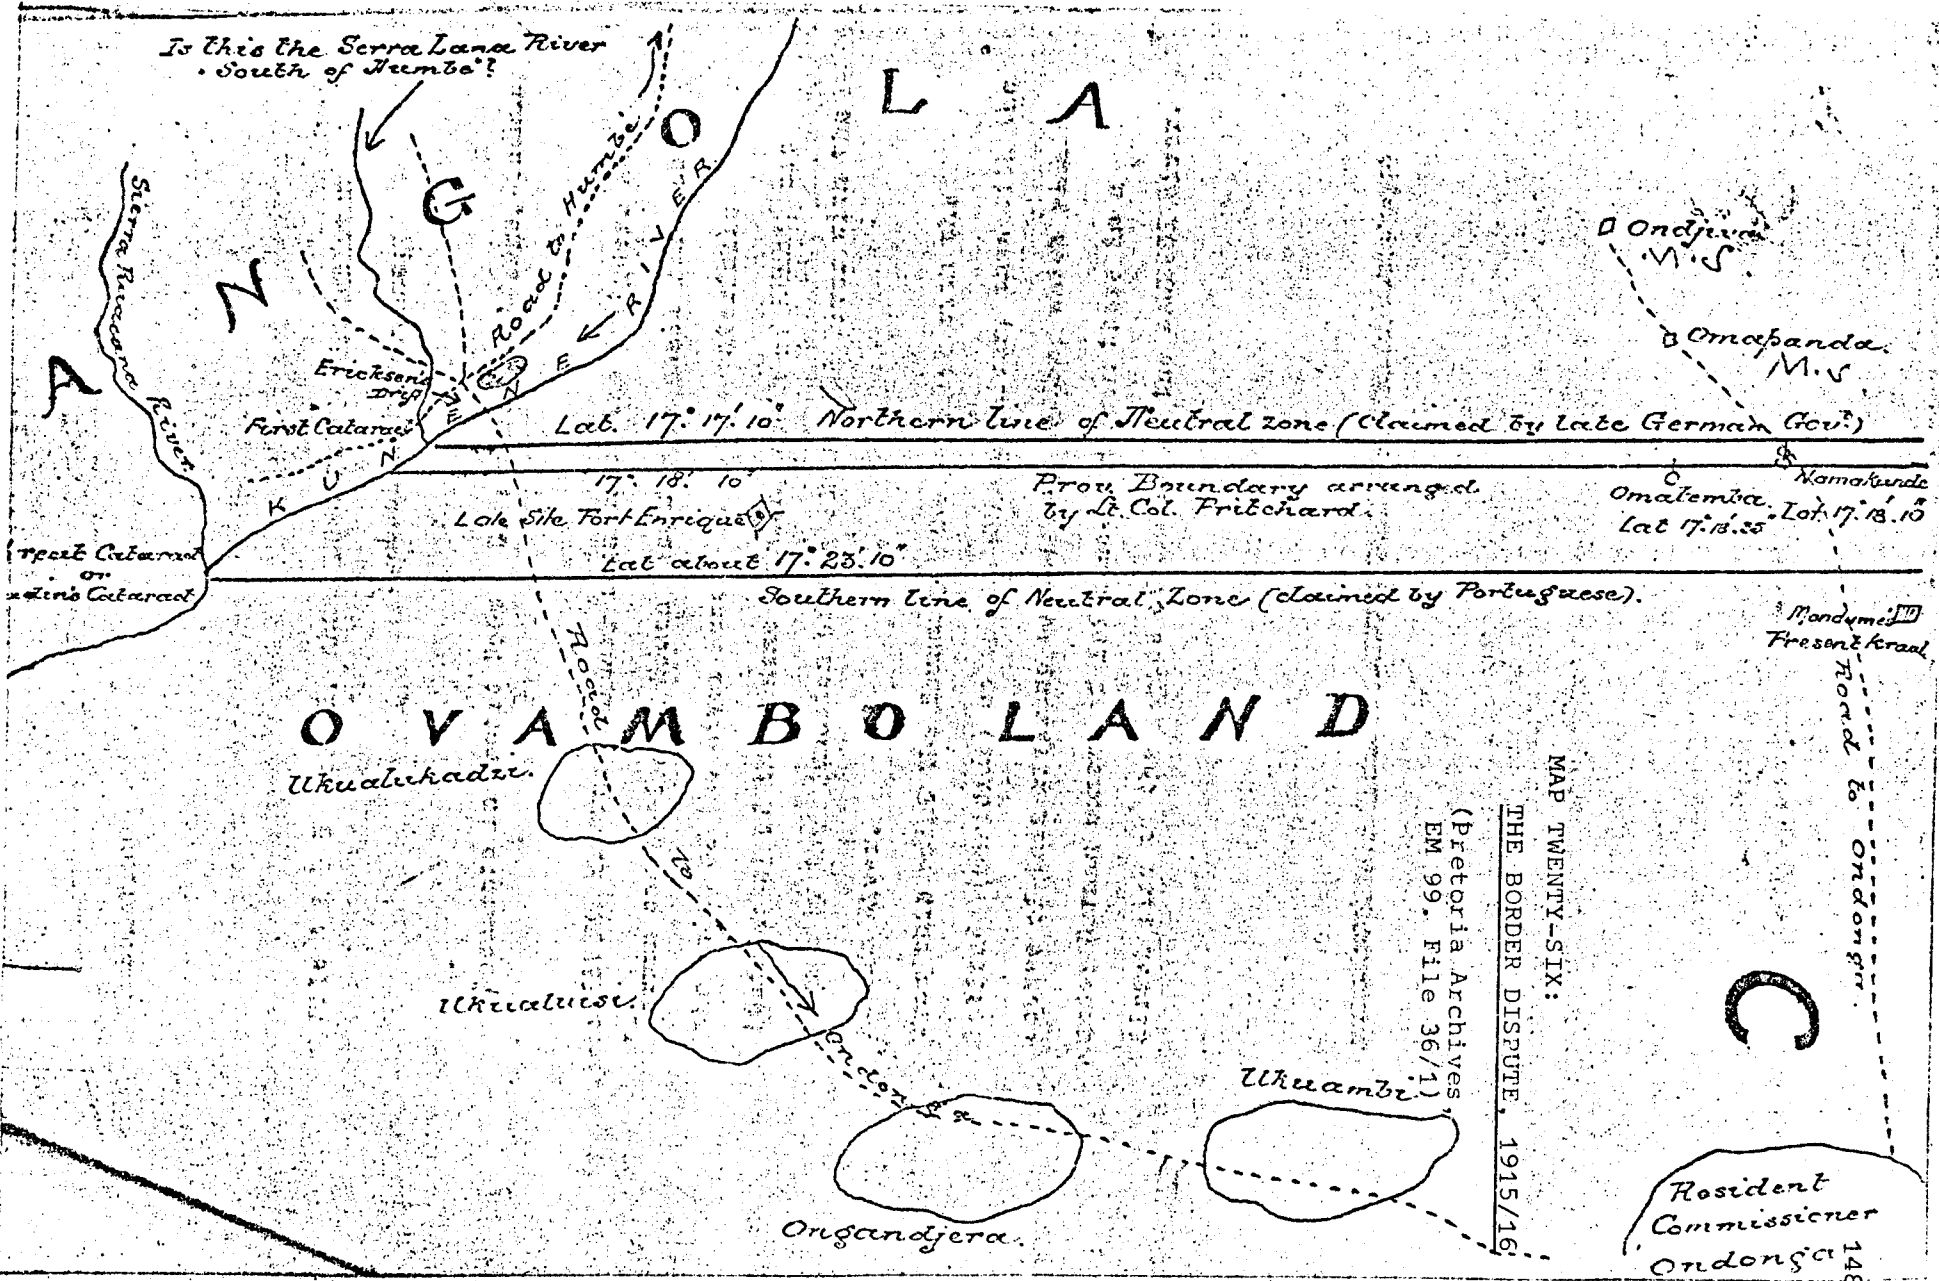 Is this the Serra Lana River
South of Humbe?
A N G O L A
Sierra Ruacana River
Road to Humbe
KUNENE RIVER
Ondjiva
M.S.
Omapanda.
M.S
Ericksen's
Drift
First Cataract
Lat. 17° 17' 10" Northern line of Neutral zone (claimed by late German Gov.t)
17° 18' 10"
Prov. Boundary arranged
by Lt. Col. Pritchard.
Omatemba
Lat 17° 18' 25"
Namakunde
Lat. 17° 18' 10"
Late Site Fort Enrique
Lat about 17° 23' 10"
Cataract
or
Cataract
Southern line of Neutral Zone (claimed by Portuguese).
Present Kraal
Road to Ondonga
OVAMBOLAND
Ukualukadzi.
Road to Ondonga.
Ukualuisi.
Ongandjera.
Ukuambi.
MAP TWENTY-SIX:
THE BORDER DISPUTE, 1915/16
(Pretoria Archives,
EM 99. File 36/1)
C
Resident
Commissioner
Ondonga